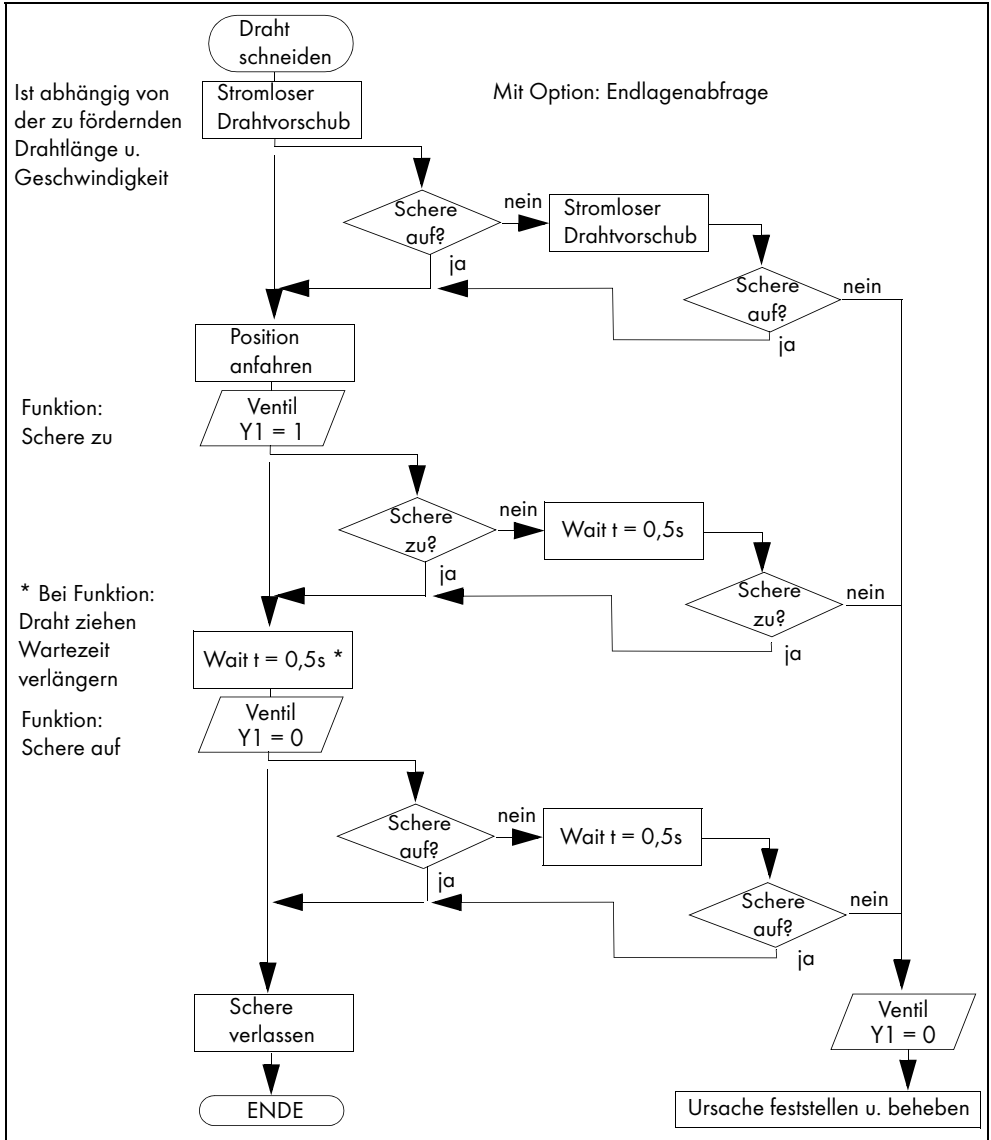 Draht
schneiden
Ist abhängig von
der zu fördernden
Drahtlänge u.
Geschwindigkeit
Stromloser
Drahtvorschub
Mit Option: Endlagenabfrage
Schere
auf?
nein
ja
Stromloser
Drahtvorschub
Schere
auf?
nein
ja
Position
anfahren
Funktion:
Schere zu
Ventil
Y1 = 1
Schere
zu?
nein
ja
Wait t = 0,5s
Schere
zu?
nein
ja
* Bei Funktion:
Draht ziehen
Wartezeit
verlängern
Wait t = 0,5s *
Funktion:
Schere auf
Ventil
Y1 = 0
Schere
auf?
nein
ja
Wait t = 0,5s
Schere
auf?
nein
ja
Schere
verlassen
ENDE
Ventil
Y1 = 0
Ursache feststellen u. beheben